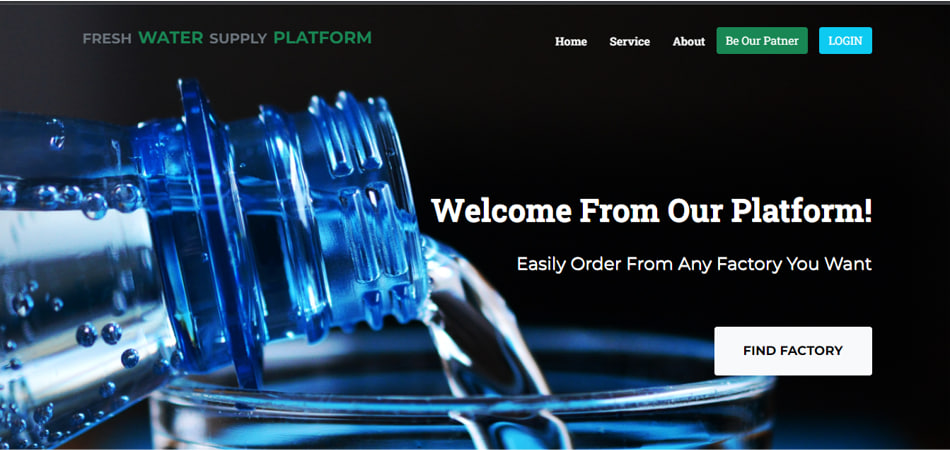 FRESH WATER SUPPLY PLATFORM
Home Service About Be Our Patner LOGIN
Welcome From Our Platform!
Easily Order From Any Factory You Want
FIND FACTORY